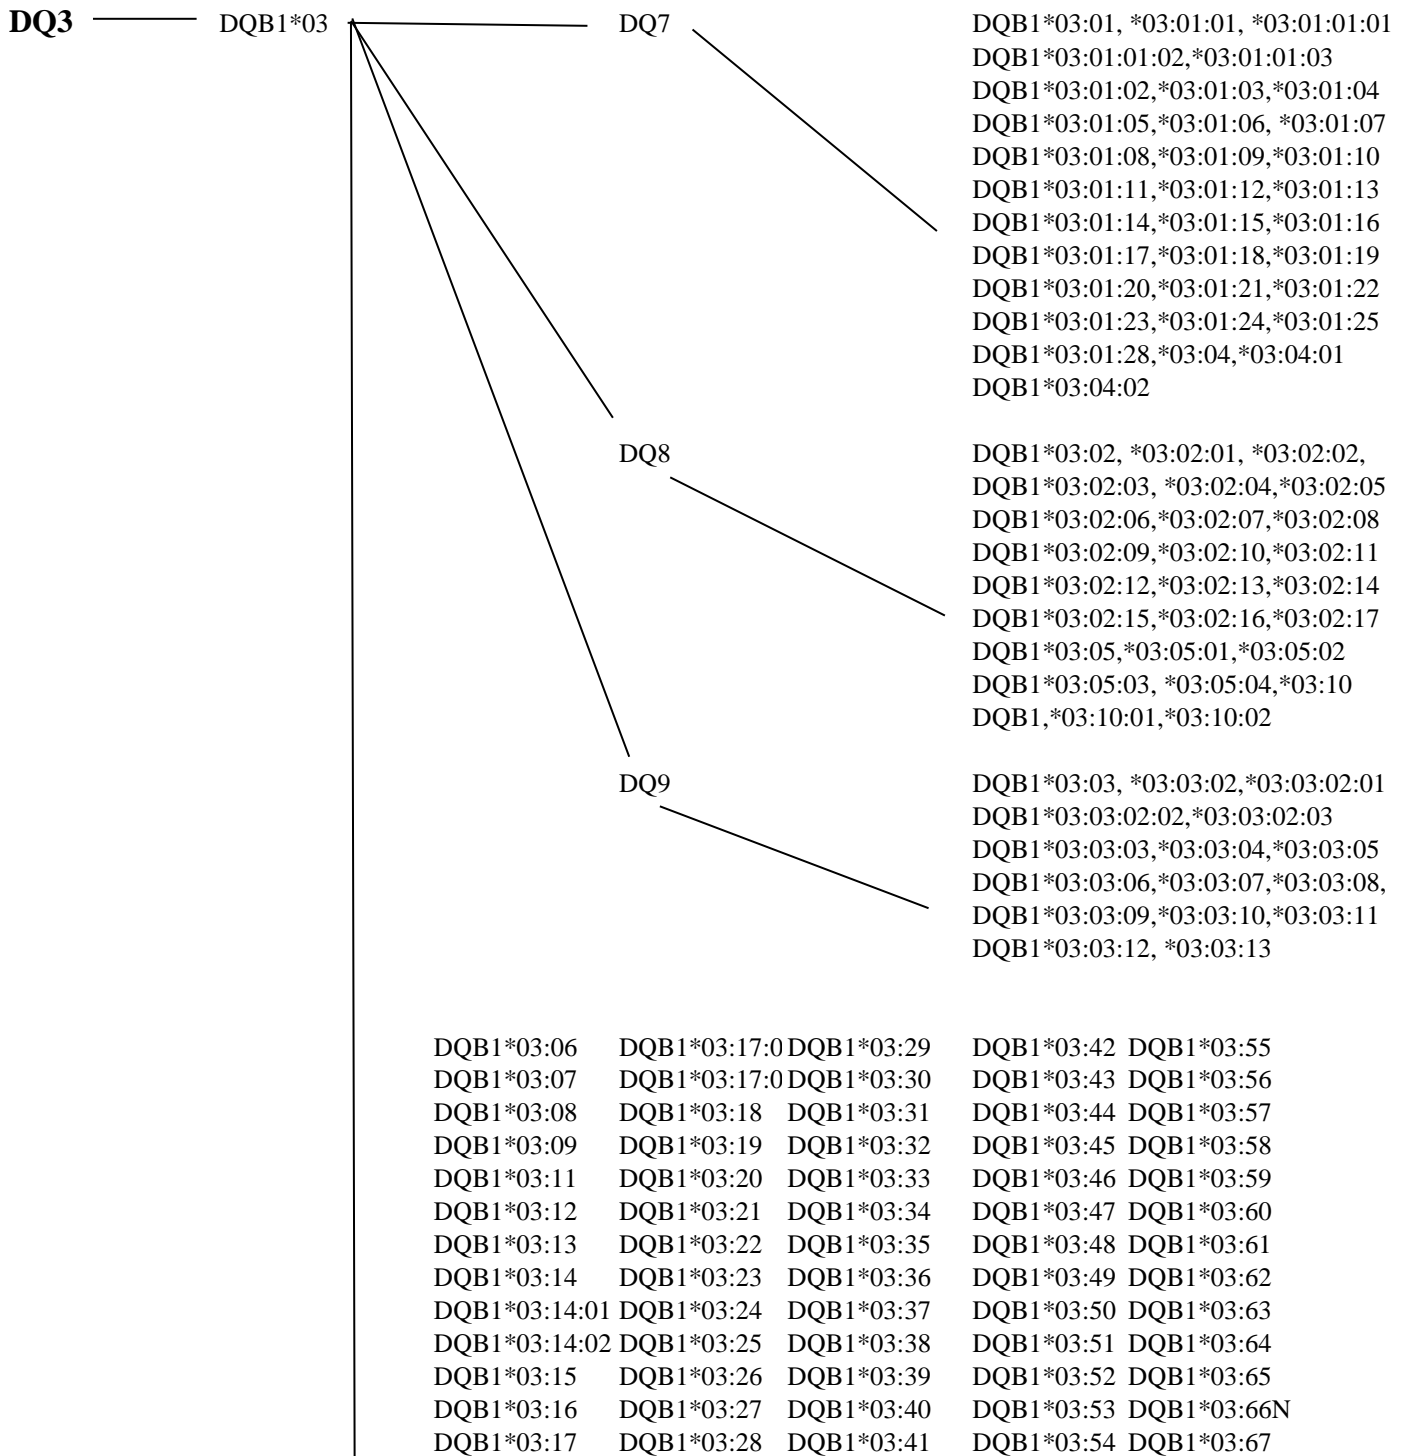 DQ3 DQB1*03 DQ7 DQB1*03:01, *03:01:01, *03:01:01:01
DQB1*03:01:01:02,*03:01:01:03
DQB1*03:01:02,*03:01:03,*03:01:04
DQB1*03:01:05,*03:01:06, *03:01:07
DQB1*03:01:08,*03:01:09,*03:01:10
DQB1*03:01:11,*03:01:12,*03:01:13
DQB1*03:01:14,*03:01:15,*03:01:16
DQB1*03:01:17,*03:01:18,*03:01:19
DQB1*03:01:20,*03:01:21,*03:01:22
DQB1*03:01:23,*03:01:24,*03:01:25
DQB1*03:01:28,*03:04,*03:04:01
DQB1*03:04:02
DQ8 DQB1*03:02, *03:02:01, *03:02:02,
DQB1*03:02:03, *03:02:04,*03:02:05
DQB1*03:02:06,*03:02:07,*03:02:08
DQB1*03:02:09,*03:02:10,*03:02:11
DQB1*03:02:12,*03:02:13,*03:02:14
DQB1*03:02:15,*03:02:16,*03:02:17
DQB1*03:05,*03:05:01,*03:05:02
DQB1*03:05:03, *03:05:04,*03:10
DQB1,*03:10:01,*03:10:02
DQ9 DQB1*03:03, *03:03:02,*03:03:02:01
DQB1*03:03:02:02,*03:03:02:03
DQB1*03:03:03,*03:03:04,*03:03:05
DQB1*03:03:06,*03:03:07,*03:03:08,
DQB1*03:03:09,*03:03:10,*03:03:11
DQB1*03:03:12, *03:03:13
DQB1*03:06 DQB1*03:17:0 DQB1*03:29 DQB1*03:42 DQB1*03:55
DQB1*03:07 DQB1*03:17:0 DQB1*03:30 DQB1*03:43 DQB1*03:56
DQB1*03:08 DQB1*03:18 DQB1*03:31 DQB1*03:44 DQB1*03:57
DQB1*03:09 DQB1*03:19 DQB1*03:32 DQB1*03:45 DQB1*03:58
DQB1*03:11 DQB1*03:20 DQB1*03:33 DQB1*03:46 DQB1*03:59
DQB1*03:12 DQB1*03:21 DQB1*03:34 DQB1*03:47 DQB1*03:60
DQB1*03:13 DQB1*03:22 DQB1*03:35 DQB1*03:48 DQB1*03:61
DQB1*03:14 DQB1*03:23 DQB1*03:36 DQB1*03:49 DQB1*03:62
DQB1*03:14:01 DQB1*03:24 DQB1*03:37 DQB1*03:50 DQB1*03:63
DQB1*03:14:02 DQB1*03:25 DQB1*03:38 DQB1*03:51 DQB1*03:64
DQB1*03:15 DQB1*03:26 DQB1*03:39 DQB1*03:52 DQB1*03:65
DQB1*03:16 DQB1*03:27 DQB1*03:40 DQB1*03:53 DQB1*03:66N
DQB1*03:17 DQB1*03:28 DQB1*03:41 DQB1*03:54 DQB1*03:67